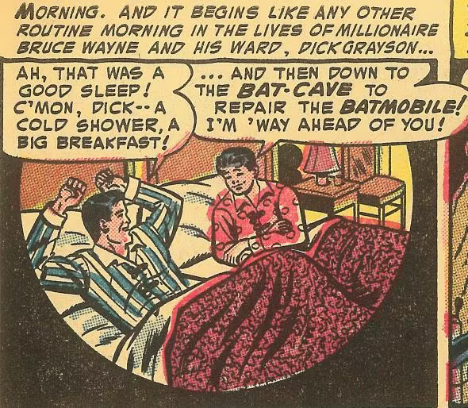 MORNING. AND IT BEGINS LIKE ANY OTHER
ROUTINE MORNING IN THE LIVES OF MILLIONAIRE
BRUCE WAYNE AND HIS WARD, DICK GRAYSON...
AH, THAT WAS A
GOOD SLEEP!
C'MON, DICK--A
COLD SHOWER, A
BIG BREAKFAST!
... AND THEN DOWN TO
THE BAT-CAVE TO
REPAIR THE BATMOBILE!
I'M 'WAY AHEAD OF YOU!